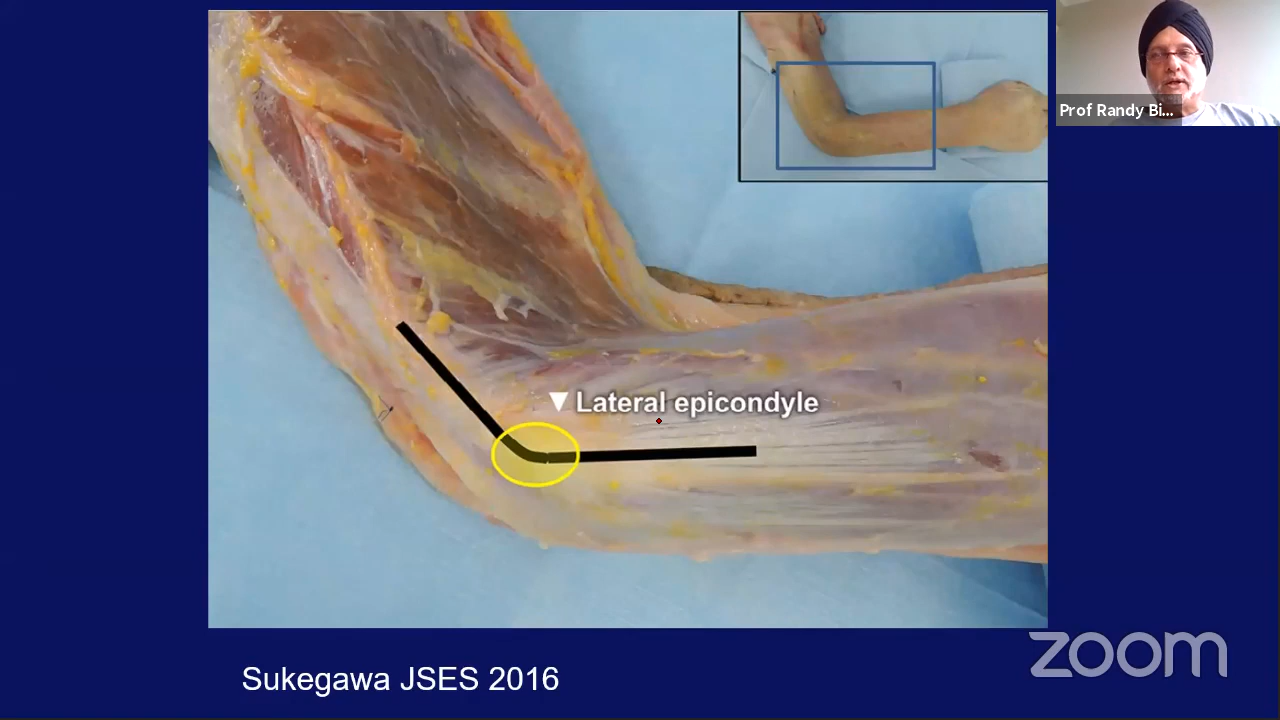 Prof Randy Bi...
▼ Lateral epicondyle
Sukegawa JSES 2016
zoom